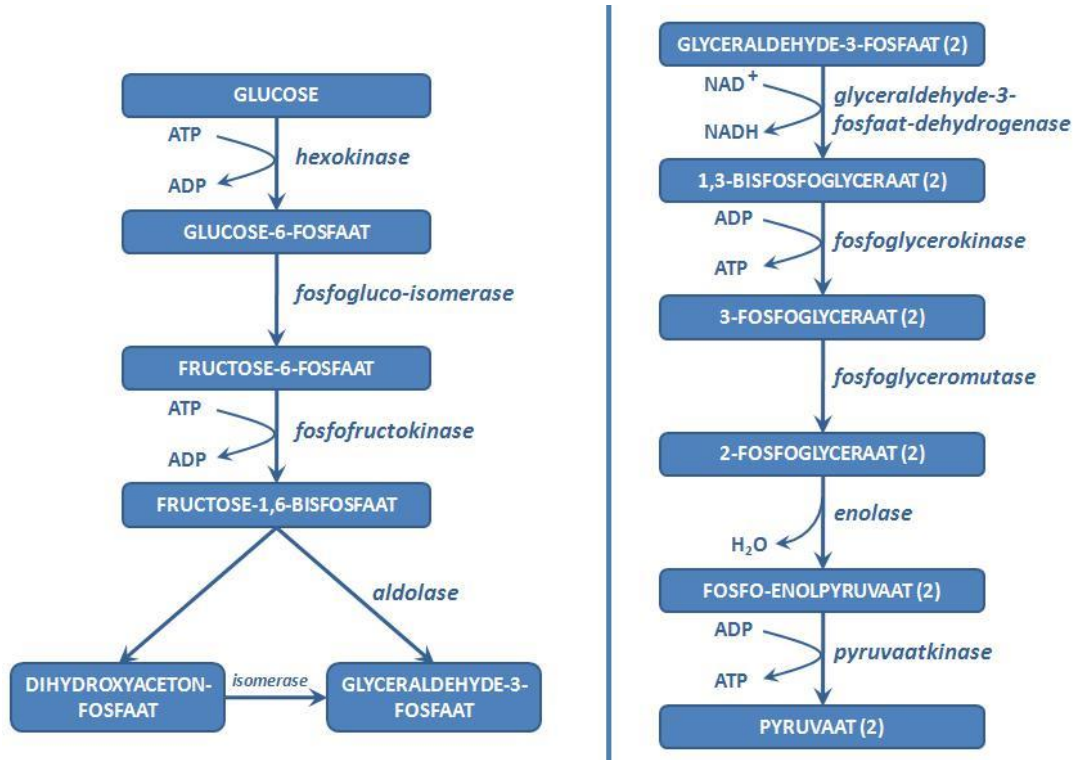 GLUCOSE
ATP
hexokinase
ADP
GLUCOSE-6-FOSFAAT
fosfogluco-isomerase
FRUCTOSE-6-FOSFAAT
ATP
fosfofructokinase
ADP
FRUCTOSE-1,6-BISFOSFAAT
aldolase
DIHYDROXYACETON-
FOSFAAT
isomerase
GLYCERALDEHYDE-3-
FOSFAAT
GLYCERALDEHYDE-3-FOSFAAT (2)
NAD+
glyceraldehyde-3-
fosfaat-dehydrogenase
NADH
1,3-BISFOSFOGLYCERAAT (2)
ADP
fosfoglycerokinase
ATP
3-FOSFOGLYCERAAT (2)
fosfoglyceromutase
2-FOSFOGLYCERAAT (2)
enolase
H₂O
FOSFO-ENOLPYRUVAAT (2)
ADP
pyruvaatkinase
ATP
PYRUVAAT (2)